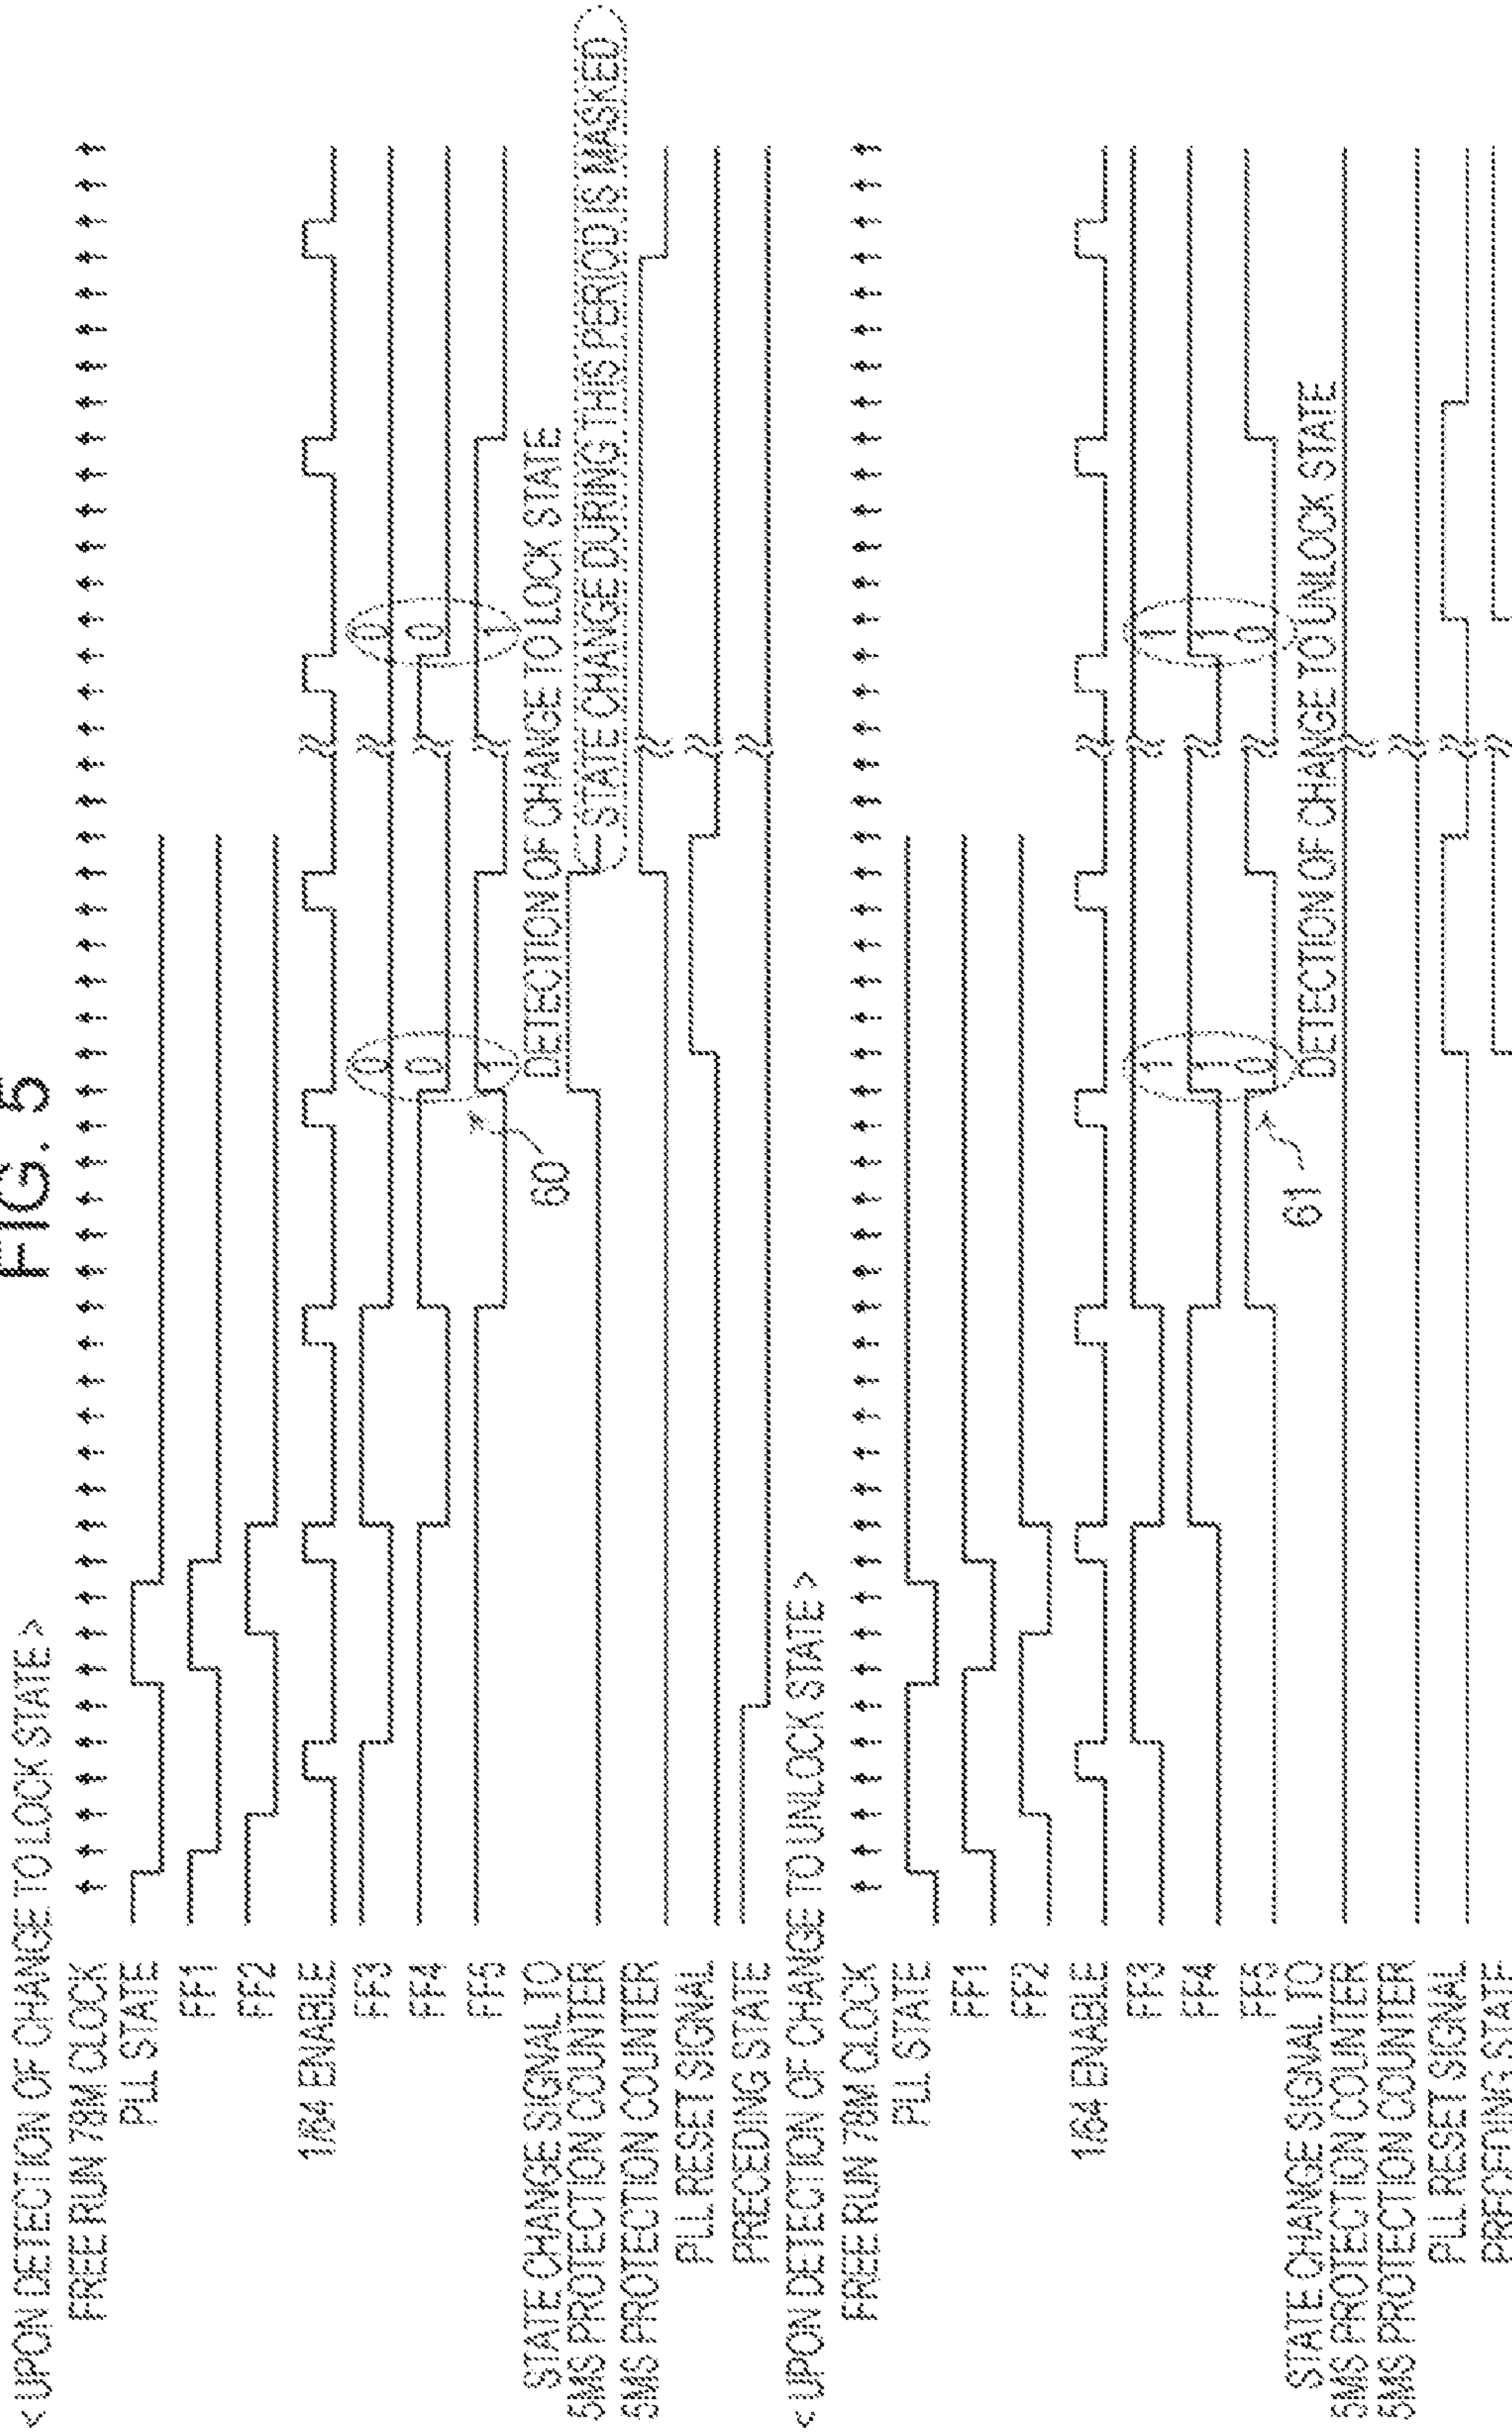 FIG. 5
< UPON DETECTION OF CHANGE TO LOCK STATE >
FREE RUN 78M CLOCK
PLL STATE
FF1
FF2
1/64 ENABLE
FF3
FF4
FF5
0
0
1
0
0
1
60
DETECTION OF CHANGE TO LOCK STATE
STATE CHANGE SIGNAL TO
5MS PROTECTION COUNTER
STATE CHANGE DURING THIS PERIOD IS MASKED
5MS PROTECTION COUNTER
PLL RESET SIGNAL
PRECEDING STATE
< UPON DETECTION OF CHANGE TO UNLOCK STATE >
FREE RUN 78M CLOCK
PLL STATE
FF1
FF2
1/64 ENABLE
FF3
FF4
FF5
1
1
0
1
1
0
61
DETECTION OF CHANGE TO UNLOCK STATE
STATE CHANGE SIGNAL TO
5MS PROTECTION COUNTER
5MS PROTECTION COUNTER
PLL RESET SIGNAL
PRECEDING STATE